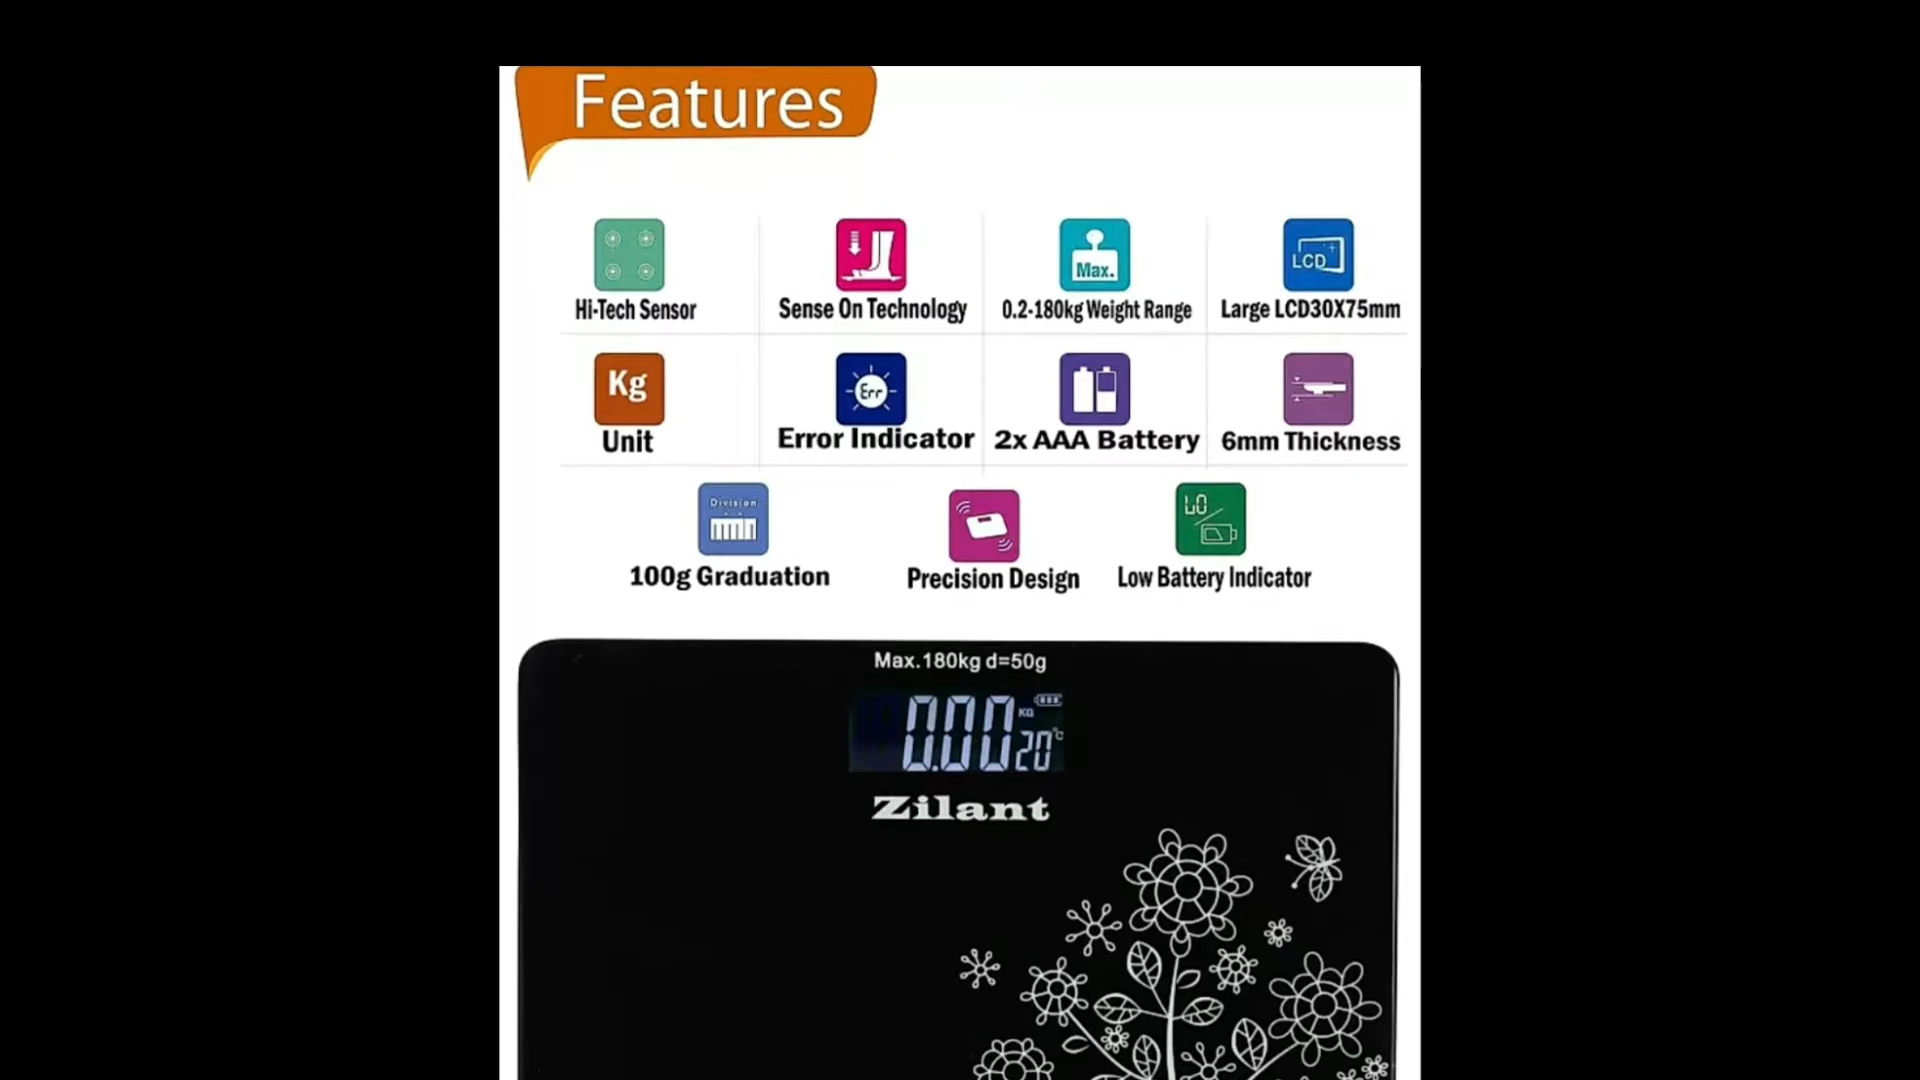 Features
Max.
LCD
Hi-Tech Sensor
Sense On Technology
0.2-180kg Weight Range
Large LCD30X75mm
Kg
Err
Unit
Error Indicator
2x AAA Battery
6mm Thickness
Division
LO
100g Graduation
Precision Design
Low Battery Indicator
Max.180kg d=50g
0.00 KG 20°C
Zilant